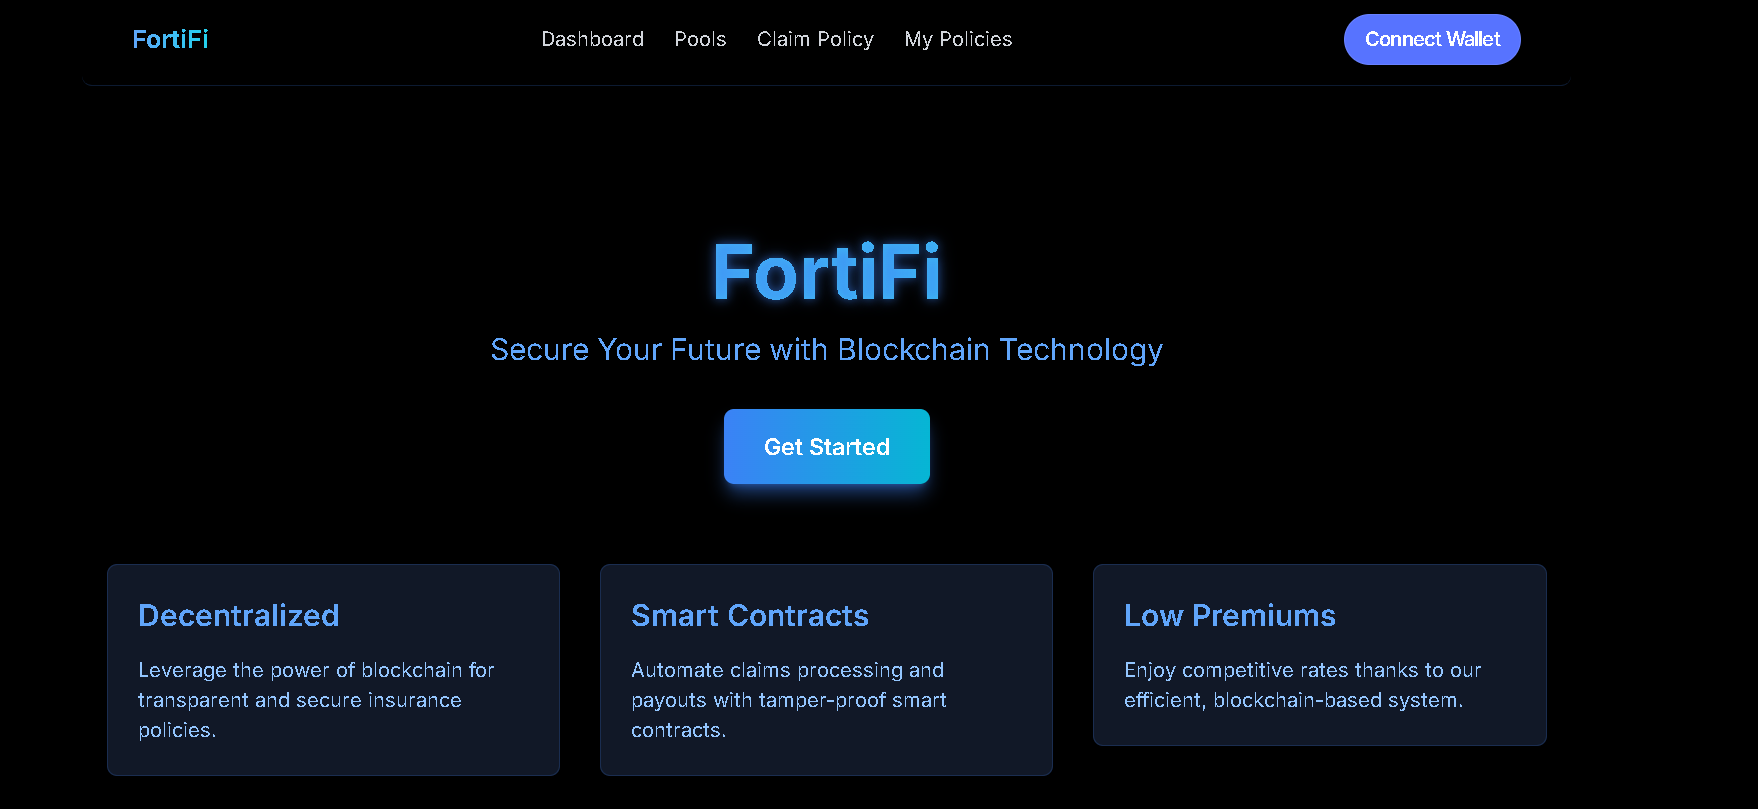 FortiFi
Dashboard
Pools
Claim Policy
My Policies
Connect Wallet
FortiFi
Secure Your Future with Blockchain Technology
Get Started
Decentralized
Leverage the power of blockchain for
transparent and secure insurance
policies.
Smart Contracts
Automate claims processing and
payouts with tamper-proof smart
contracts.
Low Premiums
Enjoy competitive rates thanks to our
efficient, blockchain-based system.